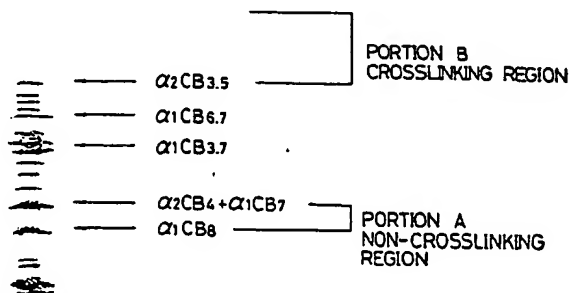 PORTION B
CROSSLINKING REGION
α2CB3.5
α1CB6.7
α1CB3.7
α2CB4+α1CB7
α1CB8
PORTION A
NON-CROSSLINKING
REGION